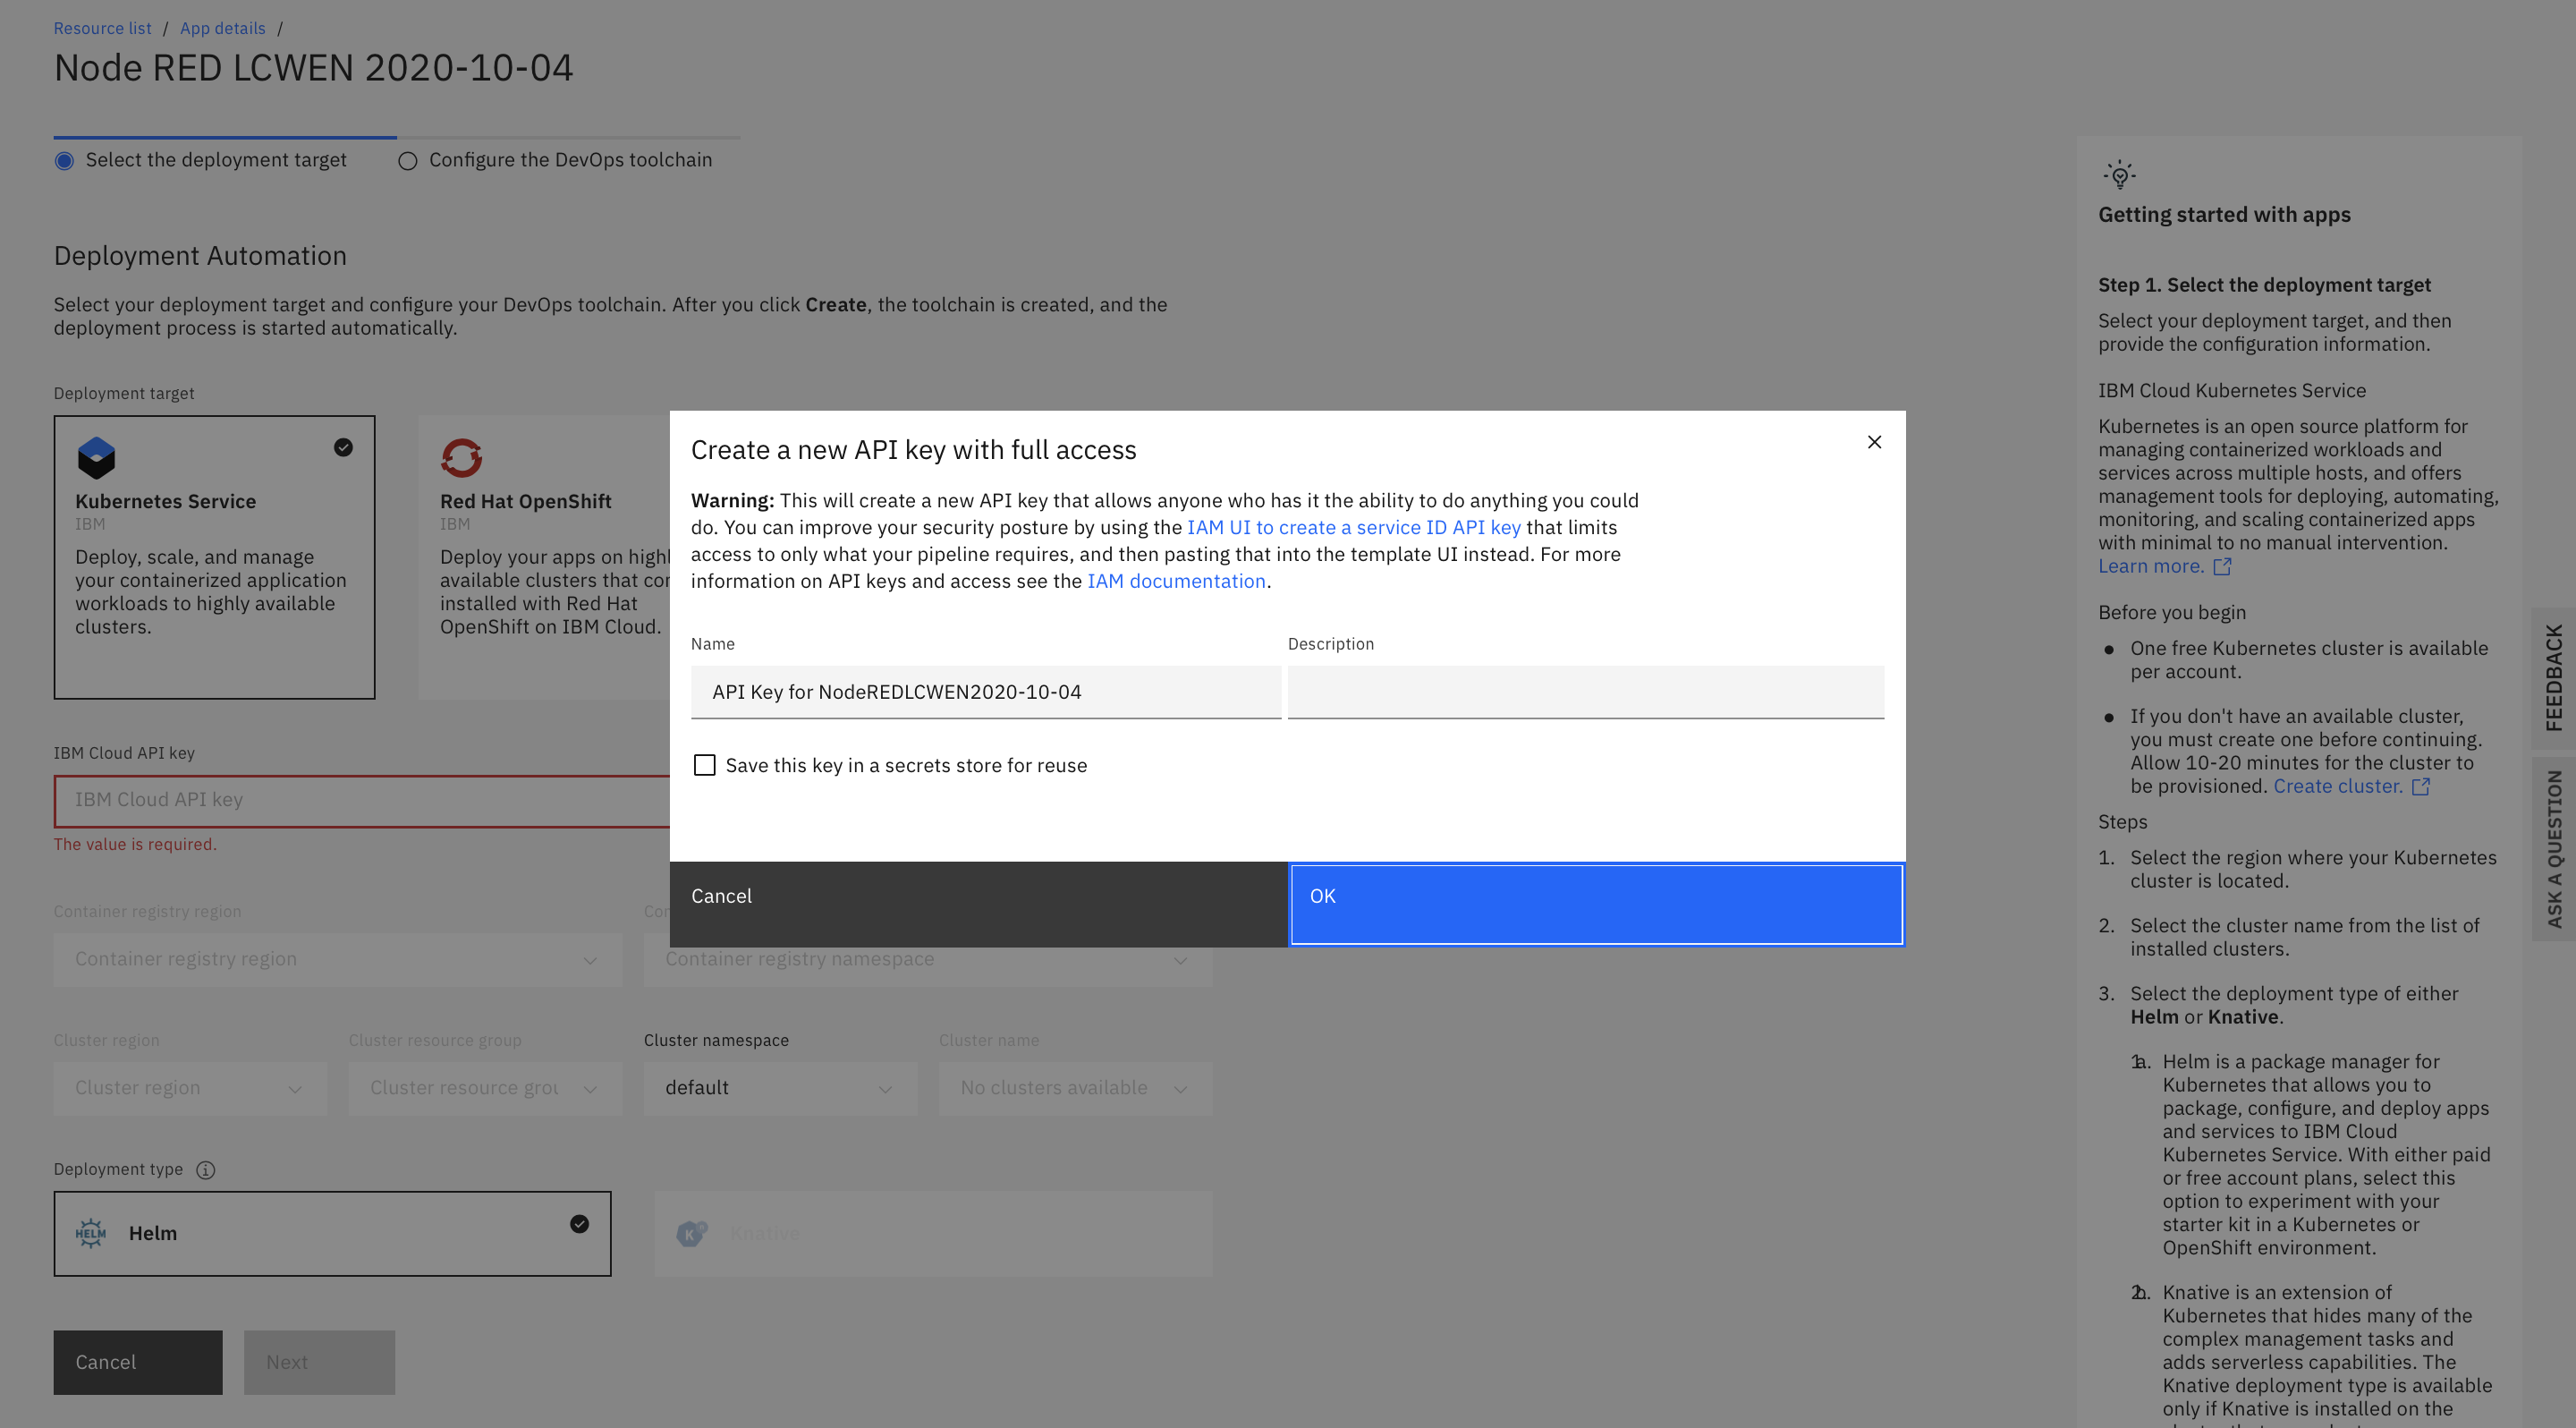 Resource list / App details /
Node RED LCWEN 2020-10-04
Select the deployment target
Configure the DevOps toolchain
Deployment Automation
Select your deployment target and configure your DevOps toolchain. After you click Create, the toolchain is created, and the
deployment process is started automatically.
Deployment target
Kubernetes Service
IBM
Deploy, scale, and manage
your containerized application
workloads to highly available
clusters.
Red Hat OpenShift
IBM
Deploy your apps on highl
available clusters that
installed with Red Hat
OpenShift on IBM Cloud.
IBM Cloud API key
IBM Cloud API key
The value is required.
Container registry region
Container registry region
Container registry namespace
Cluster region
Cluster region
Cluster resource group
Cluster resource grou
Cluster namespace
default
Cluster name
No clusters available
Deployment type
HELM
Helm
K
Knative
Cancel
Next
Create a new API key with full access
Warning: This will create a new API key that allows anyone who has it the ability to do anything you could
do. You can improve your security posture by using the IAM UI to create a service ID API key that limits
access to only what your pipeline requires, and then pasting that into the template UI instead. For more
information on API keys and access see the IAM documentation.
Name
API Key for NodeREDLCWEN2020-10-04
Description
Save this key in a secrets store for reuse
Cancel
OK
Getting started with apps
Step 1. Select the deployment target
Select your deployment target, and then
provide the configuration information.
IBM Cloud Kubernetes Service
Kubernetes is an open source platform for
managing containerized workloads and
services across multiple hosts, and offers
management tools for deploying, automating,
monitoring, and scaling containerized apps
with minimal to no manual intervention.
Learn more.
Before you begin
One free Kubernetes cluster is available
per account.
If you don't have an available cluster,
you must create one before continuing.
Allow 10-20 minutes for the cluster to
be provisioned. Create cluster.
Steps
1. Select the region where your Kubernetes
cluster is located.
2. Select the cluster name from the list of
installed clusters.
3. Select the deployment type of either
Helm or Knative.
a. Helm is a package manager for
Kubernetes that allows you to
package, configure, and deploy apps
and services to IBM Cloud
Kubernetes Service. With either paid
or free account plans, select this
option to experiment with your
starter kit in a Kubernetes or
OpenShift environment.
b. Knative is an extension of
Kubernetes that hides many of the
complex management tasks and
adds serverless capabilities. The
Knative deployment type is available
only if Knative is installed on the
FEEDBACK
ASK A QUESTION